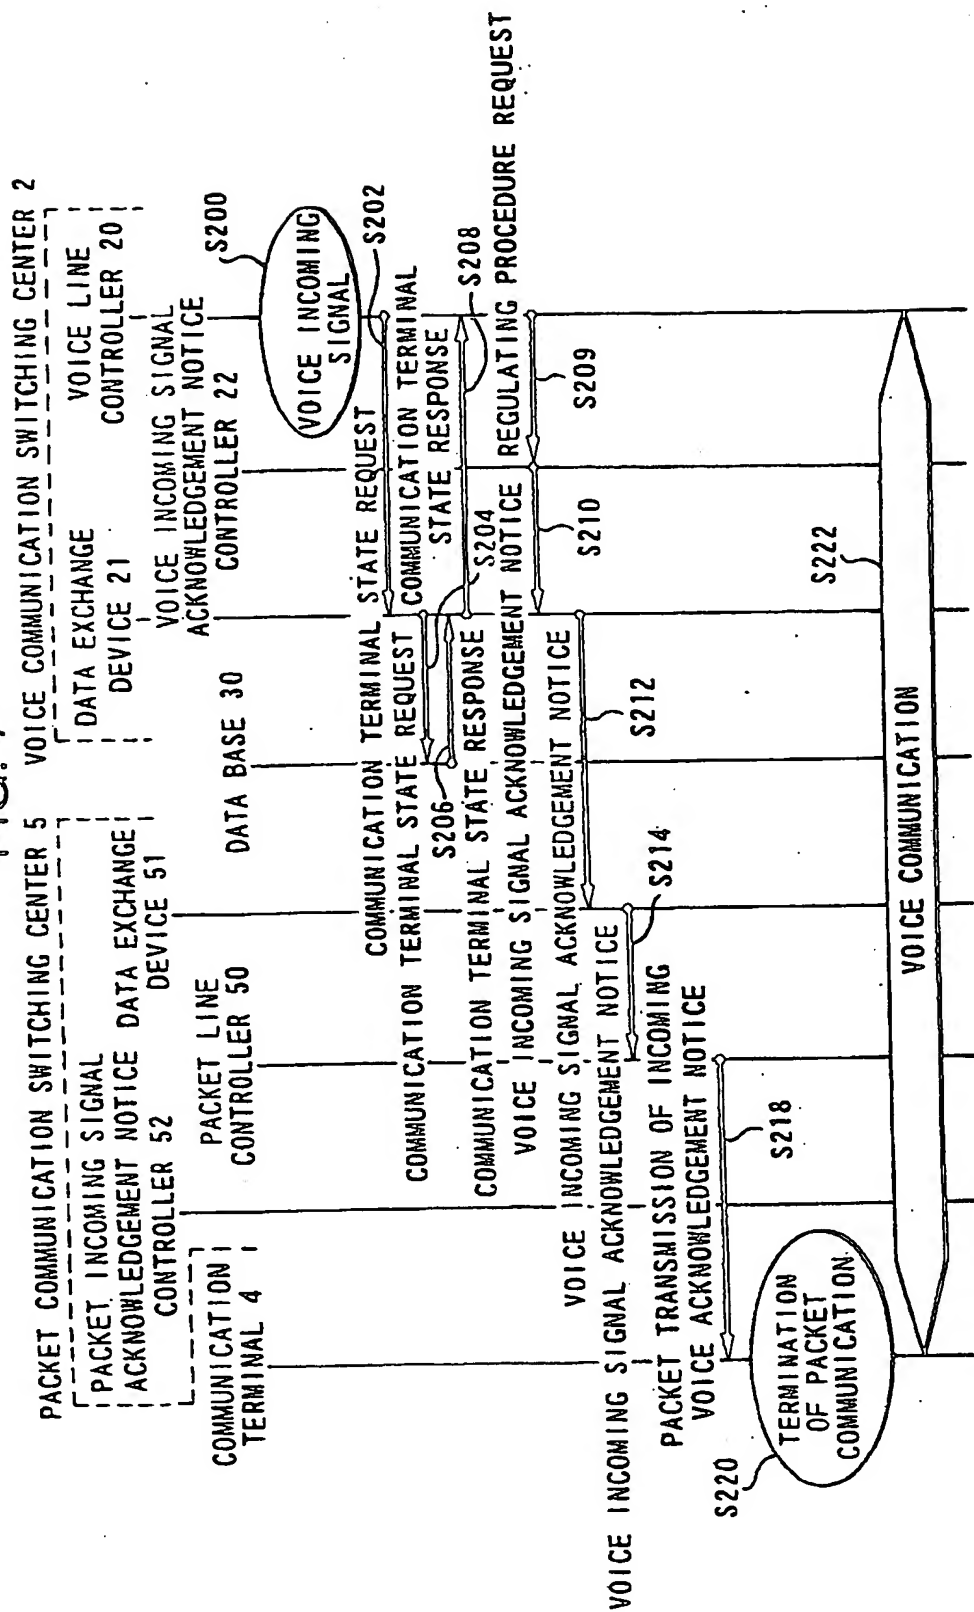 PACKET COMMUNICATION SWITCHING CENTER 5
VOICE COMMUNICATION SWITCHING CENTER 2
PACKET INCOMING SIGNAL
ACKNOWLEDGEMENT NOTICE
CONTROLLER 52
DATA EXCHANGE
DEVICE 51
DATA EXCHANGE
DEVICE 21
VOICE LINE
CONTROLLER 20
VOICE INCOMING SIGNAL
ACKNOWLEDGEMENT NOTICE
CONTROLLER 22
COMMUNICATION
TERMINAL 4
PACKET LINE
CONTROLLER 50
DATA BASE 30
S200
VOICE INCOMING
SIGNAL
S202
COMMUNICATION TERMINAL STATE REQUEST
COMMUNICATION TERMINAL STATE REQUEST
S204
COMMUNICATION TERMINAL
STATE RESPONSE
S206
COMMUNICATION TERMINAL STATE RESPONSE
S208
VOICE INCOMING SIGNAL ACKNOWLEDGEMENT NOTICE REGULATING PROCEDURE REQUEST
S209
S210
VOICE INCOMING SIGNAL ACKNOWLEDGEMENT NOTICE
S212
VOICE INCOMING SIGNAL ACKNOWLEDGEMENT NOTICE
S214
PACKET TRANSMISSION OF INCOMING
VOICE ACKNOWLEDGEMENT NOTICE
S218
S220
TERMINATION
OF PACKET
COMMUNICATION
S222
VOICE COMMUNICATION